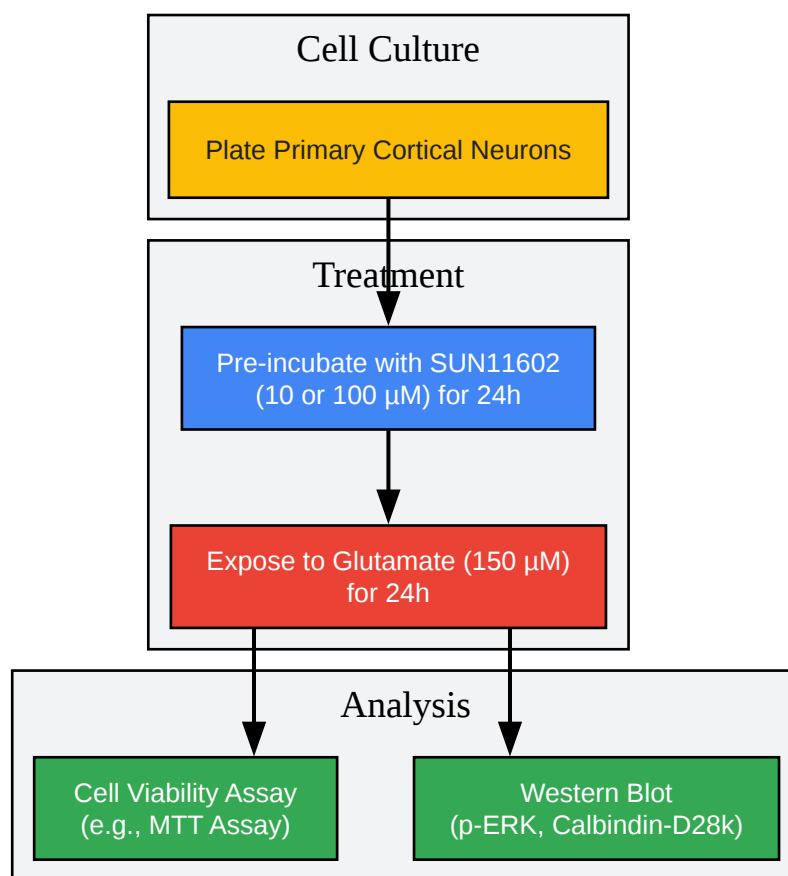 Cell Culture
Plate Primary Cortical Neurons
Treatment
Pre-incubate with SUN11602
(10 or 100 µM) for 24h
Expose to Glutamate (150 µM)
for 24h
Analysis
Cell Viability Assay
(e.g., MTT Assay)
Western Blot
(p-ERK, Calbindin-D28k)